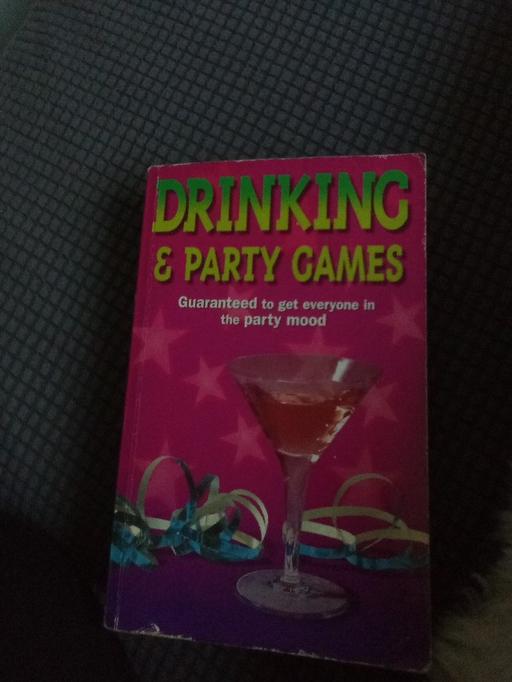 DRINKING
& PARTY GAMES
Guaranteed to get everyone in
the party mood